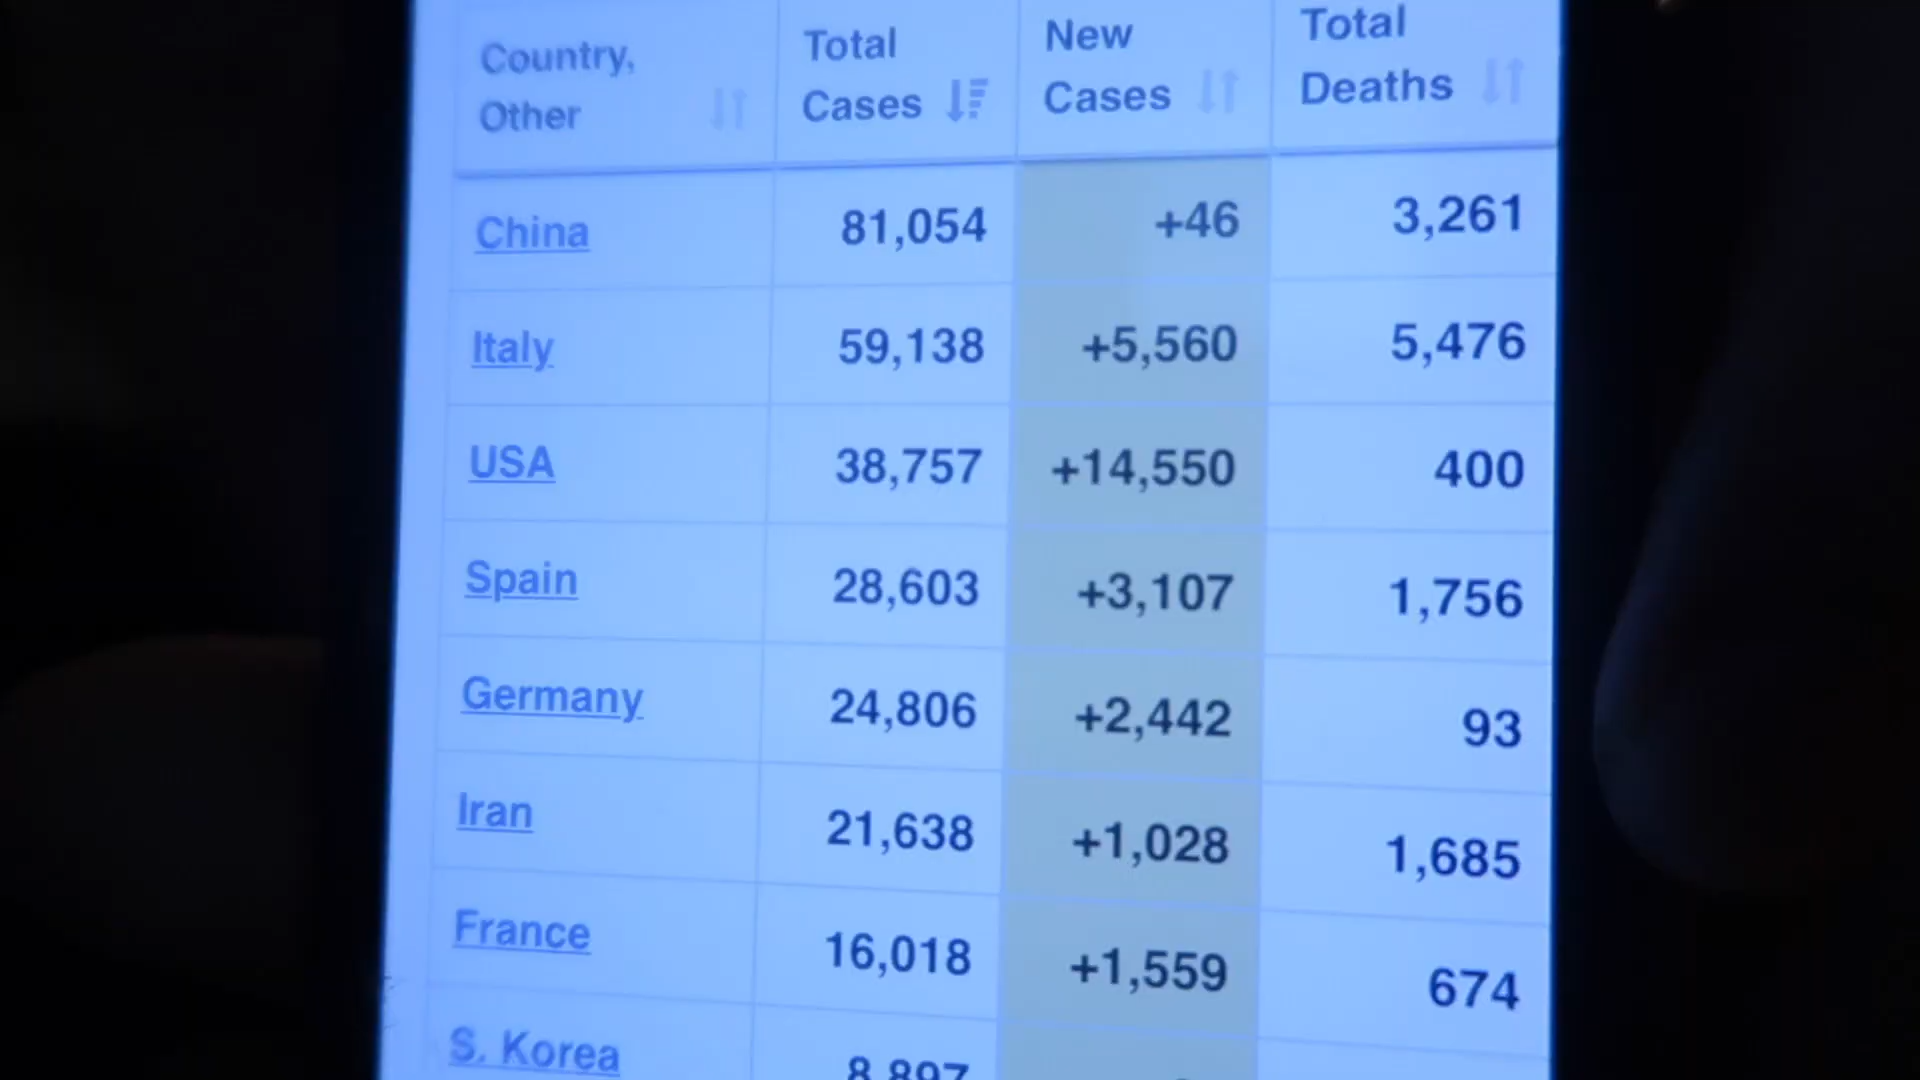 Country, Other Total Cases New Cases Total Deaths
China 81,054 +46 3,261
Italy 59,138 +5,560 5,476
USA 38,757 +14,550 400
Spain 28,603 +3,107 1,756
Germany 24,806 +2,442 93
Iran 21,638 +1,028 1,685
France 16,018 +1,559 674
S. Korea 8,897